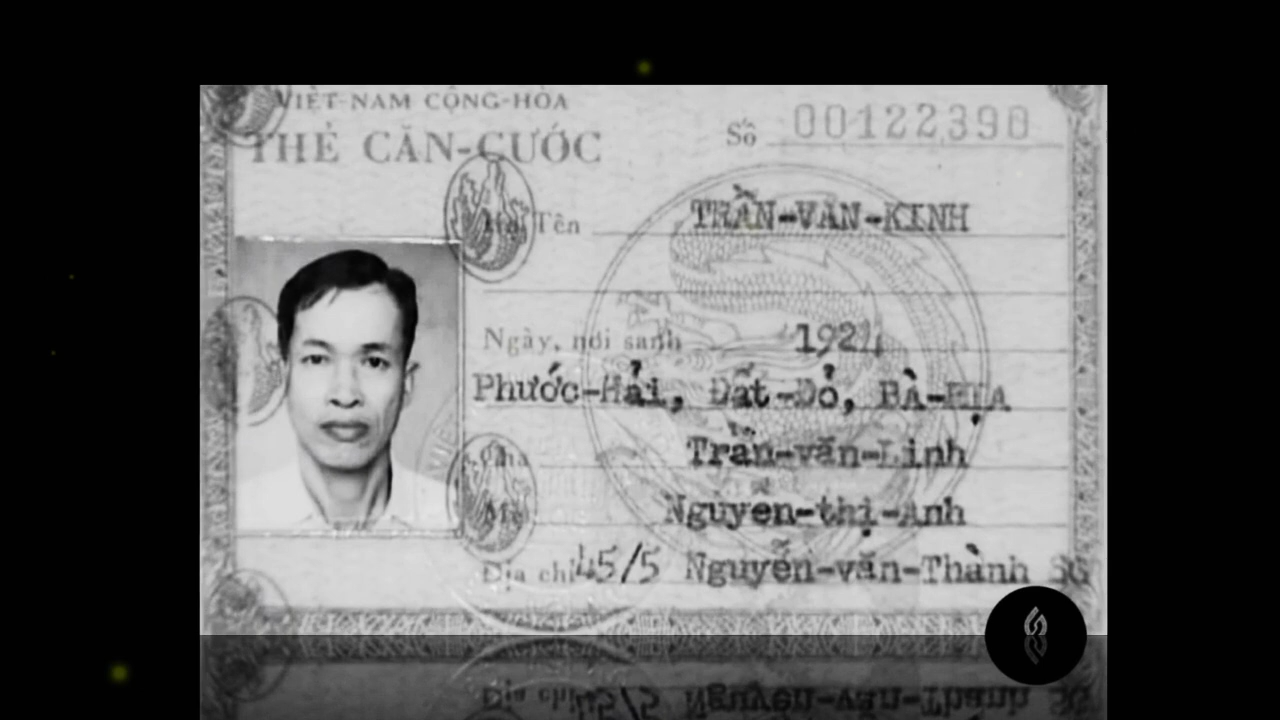 VIỆT-NAM CỘNG-HÒA
THẺ CĂN-CƯỚC
Số 00122390
Họ Tên TRẦN-VĂN-KINH
Ngày, nơi sanh 1924
Phước-Hải, Đất-Đỏ, BÀ-RỊA
Cha Trần-văn-Linh
Mẹ Nguyễn-thị-Anh
Địa chỉ 45/5 Nguyễn-văn-Thành SG